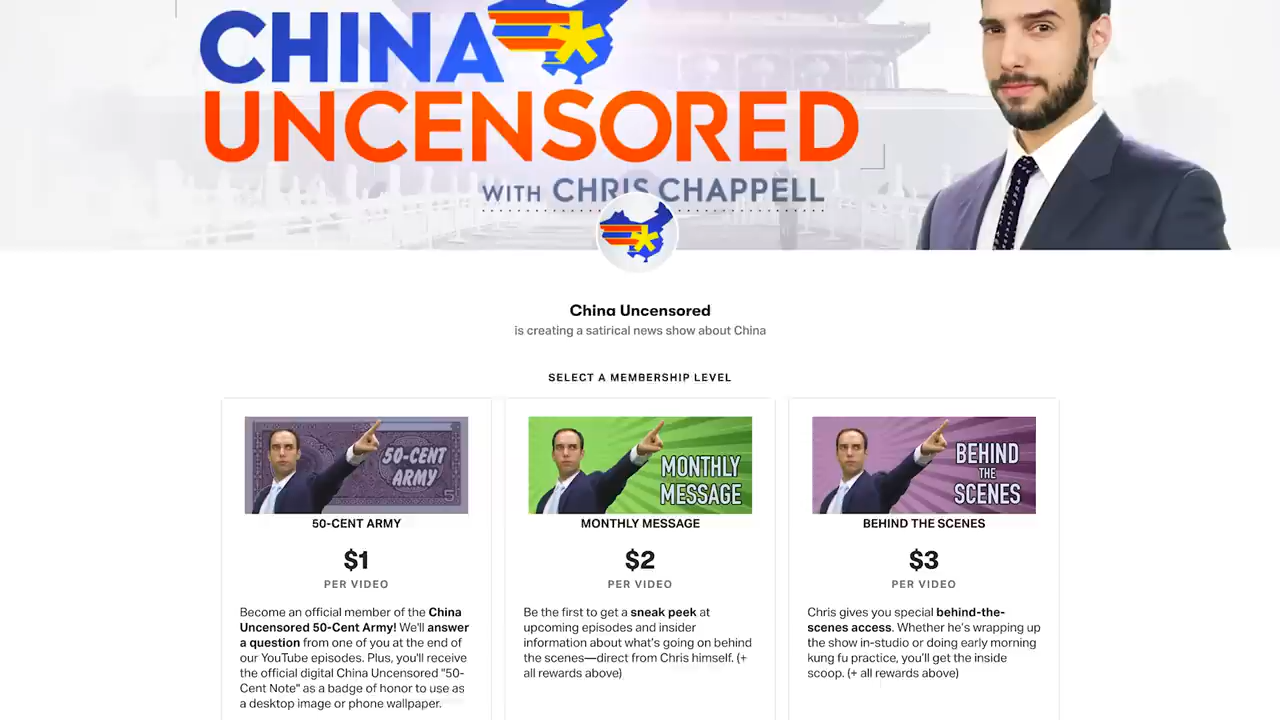 CHINA
UNCENSORED
WITH CHRIS CHAPPELL
China Uncensored
is creating a satirical news show about China
SELECT A MEMBERSHIP LEVEL
50-CENT
ARMY
5
50-CENT ARMY
$1
PER VIDEO
Become an official member of the China
Uncensored 50-Cent Army! We'll answer
a question from one of you at the end of
our YouTube episodes. Plus, you'll receive
the official digital China Uncensored "50-
Cent Note" as a badge of honor to use as
a desktop image or phone wallpaper.
MONTHLY
MESSAGE
MONTHLY MESSAGE
$2
PER VIDEO
Be the first to get a sneak peek at
upcoming episodes and insider
information about what's going on behind
the scenes—direct from Chris himself. (+
all rewards above)
BEHIND
THE
SCENES
BEHIND THE SCENES
$3
PER VIDEO
Chris gives you special behind-the-
scenes access. Whether he's wrapping up
the show in-studio or doing early morning
kung fu practice, you'll get the inside
scoop. (+ all rewards above)